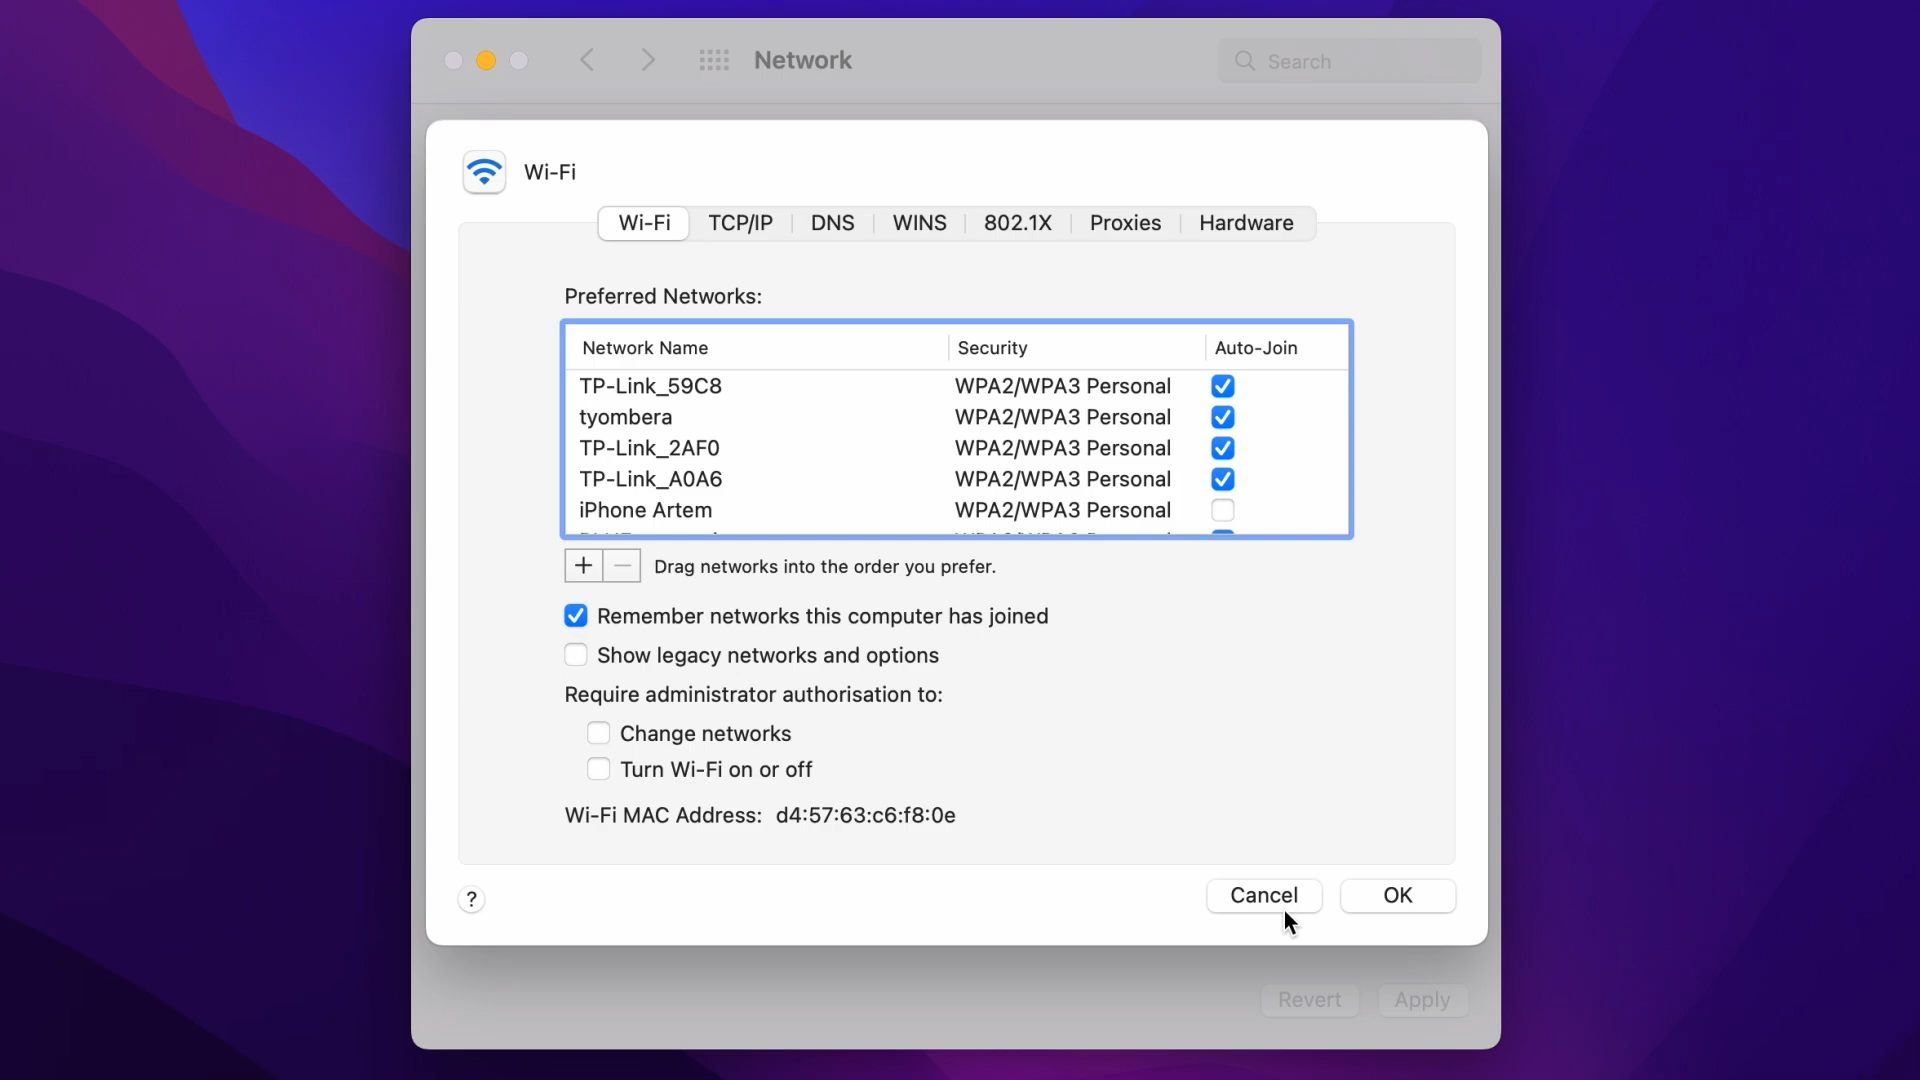 Network
Search
Wi-Fi
Wi-Fi TCP/IP DNS WINS 802.1X Proxies Hardware
Preferred Networks:
Network Name Security Auto-Join
TP-Link_59C8 WPA2/WPA3 Personal
tyombera WPA2/WPA3 Personal
TP-Link_2AF0 WPA2/WPA3 Personal
TP-Link_A0A6 WPA2/WPA3 Personal
iPhone Artem WPA2/WPA3 Personal
+ − Drag networks into the order you prefer.
Remember networks this computer has joined
Show legacy networks and options
Require administrator authorisation to:
Change networks
Turn Wi-Fi on or off
Wi-Fi MAC Address: d4:57:63:c6:f8:0e
? Cancel OK
Revert Apply